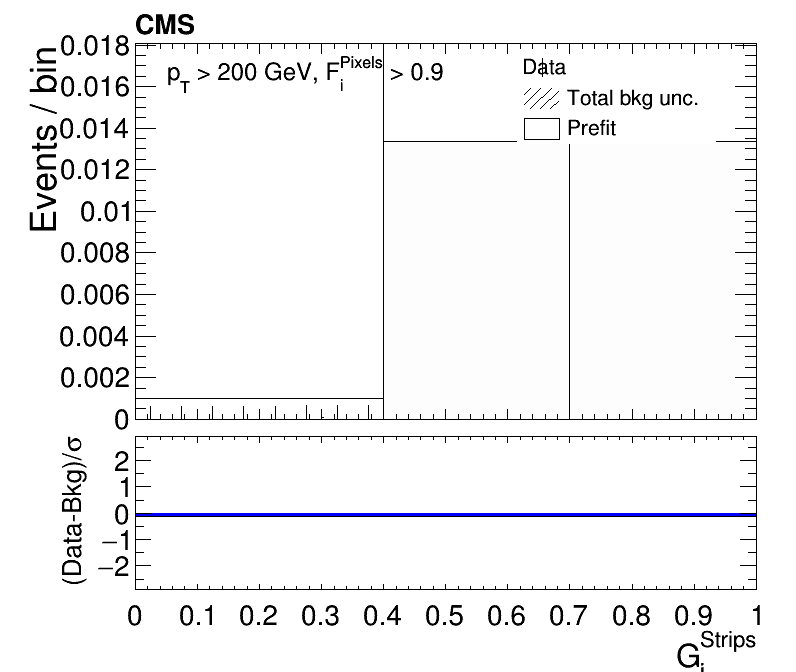 CMS
p_T > 200 GeV, F_i^Pixels > 0.9
Data
Total bkg unc.
Prefit
Events / bin
0.018
0.016
0.014
0.012
0.01
0.008
0.006
0.004
0.002
0
(Data-Bkg)/σ
2
1
0
−1
−2
0 0.1 0.2 0.3 0.4 0.5 0.6 0.7 0.8 0.9 1
G_i^Strips